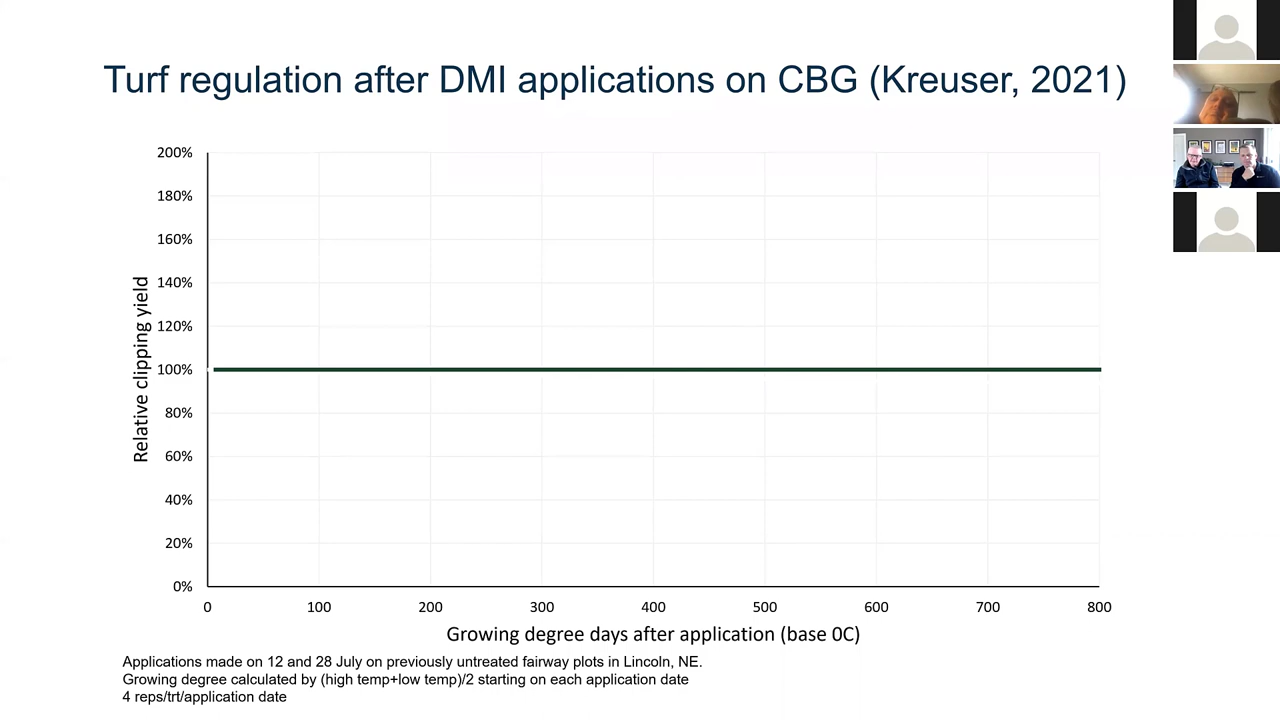 Turf regulation after DMI applications on CBG (Kreuser, 2021)
200%
180%
160%
140%
120%
100%
80%
60%
40%
20%
0%
Relative clipping yield
0 100 200 300 400 500 600 700 800
Growing degree days after application (base 0C)
Applications made on 12 and 28 July on previously untreated fairway plots in Lincoln, NE.
Growing degree calculated by (high temp+low temp)/2 starting on each application date
4 reps/trt/application date